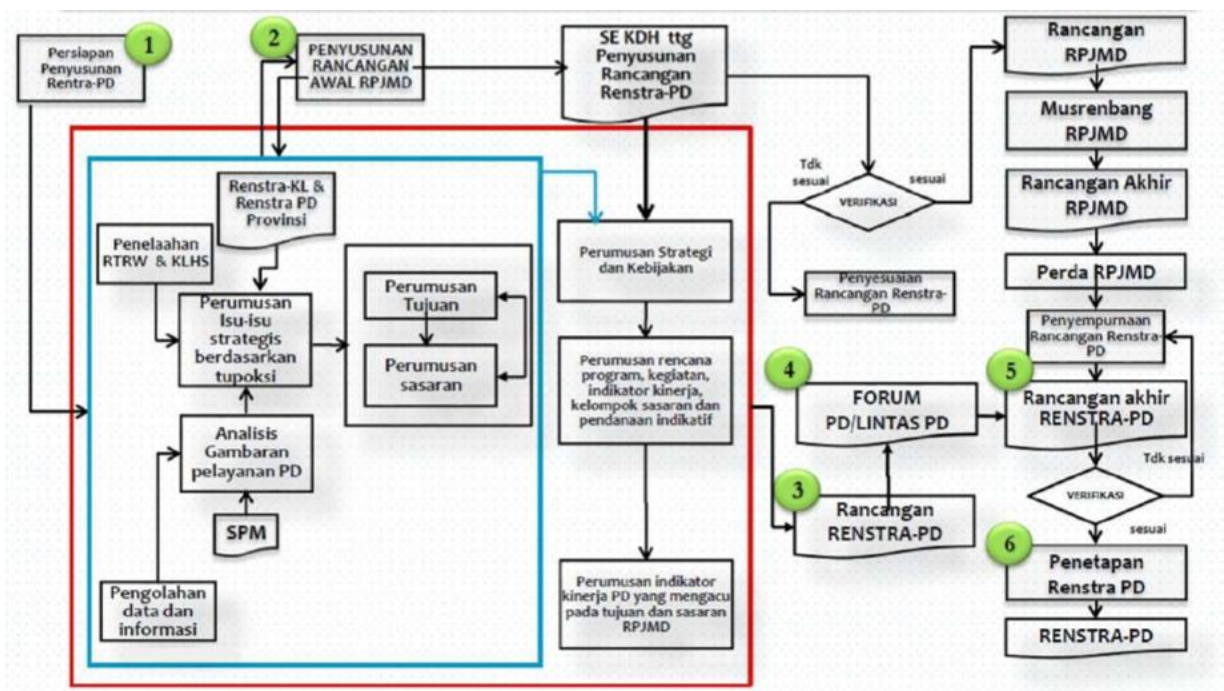 1
Persiapan
Penyusunan
Rentra-PD
2
PENYUSUNAN
RANCANGAN
AWAL RPJMD
SE KDH ttg
Penyusunan
Rancangan
Renstra-PD
Rancangan
RPJMD
Musrenbang
RPJMD
Rancangan Akhir
RPJMD
Perda RPJMD
Tdk
sesuai
sesuai
VERIFIKASI
Penyesuaian
Rancangan Renstra-
PD
Renstra-KL &
Renstra PD
Provinsi
Penelaahan
RTRW & KLHS
Perumusan
Isu-isu
strategis
berdasarkan
tupoksi
Perumusan
Tujuan
Perumusan
sasaran
Analisis
Gambaran
pelayanan PD
SPM
Pengolahan
data dan
informasi
Perumusan Strategi
dan Kebijakan
Perumusan rencana
program, kegiatan,
indikator kinerja,
kelompok sasaran dan
pendanaan indikatif
Perumusan indikator
kinerja PD yang mengacu
pada tujuan dan sasaran
RPJMD
3
Rancangan
RENSTRA-PD
4
FORUM
PD/LINTAS PD
Penyempurnaan
Rancangan Renstra-
PD
5
Rancangan akhir
RENSTRA-PD
Tdk sesuai
VERIFIKASI
sesuai
6
Penetapan
Renstra PD
RENSTRA-PD